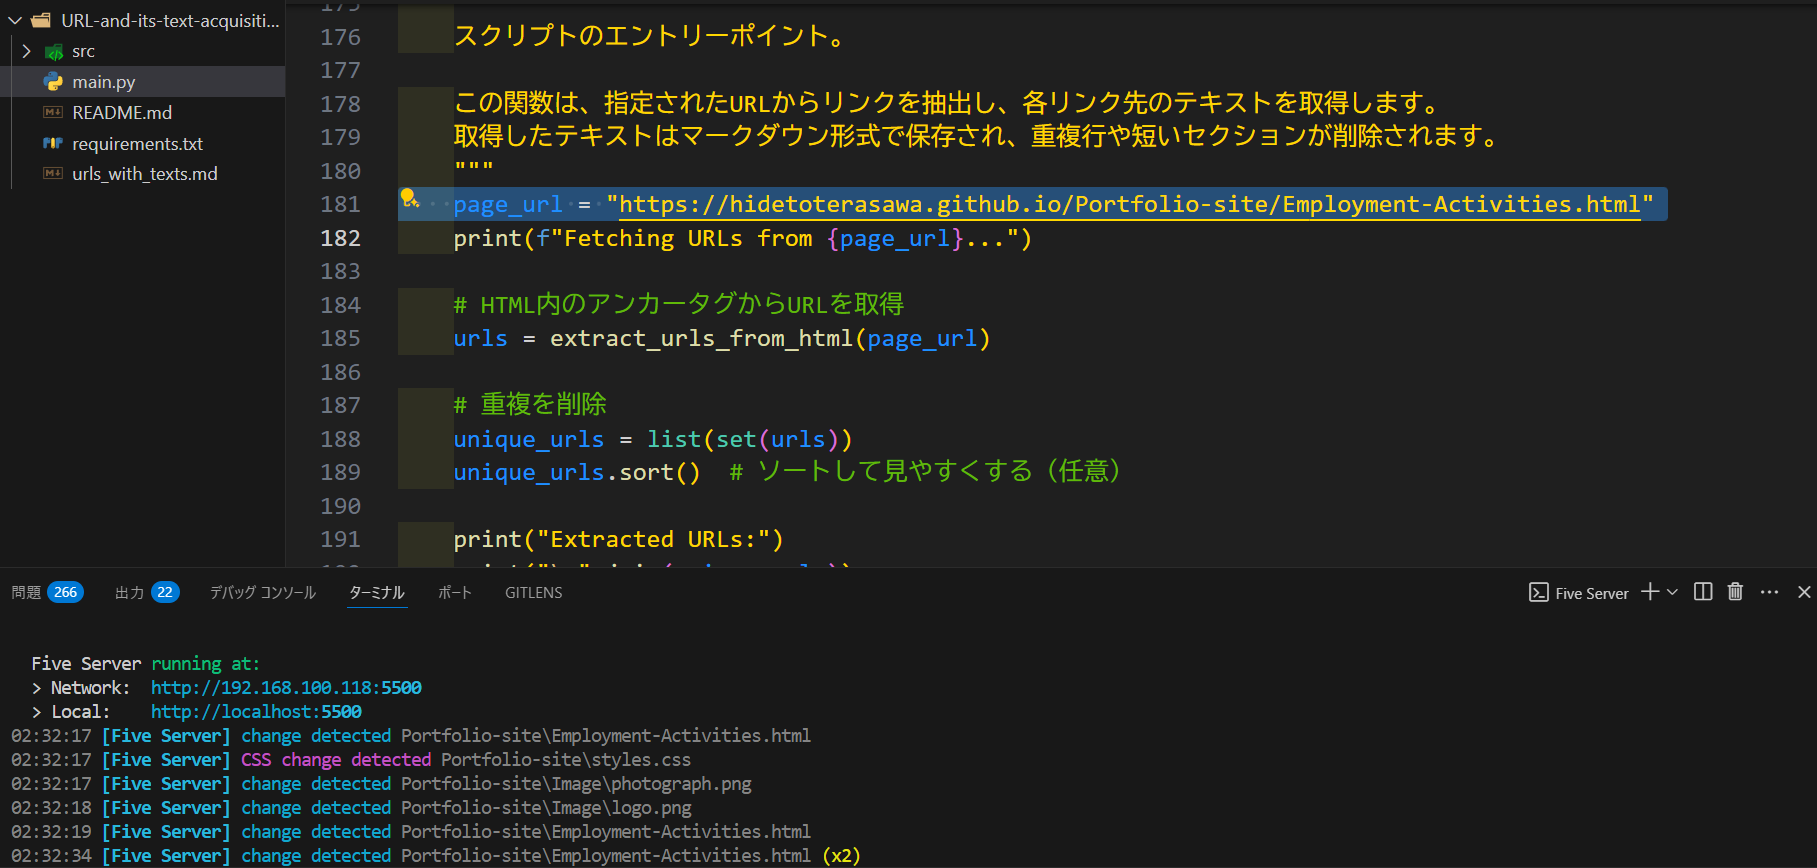 URL-and-its-text-acquisiti...
src
main.py
README.md
requirements.txt
urls_with_texts.md
175
176 スクリプトのエントリーポイント。
177
178 この関数は、指定されたURLからリンクを抽出し、各リンク先のテキストを取得します。
179 取得したテキストはマークダウン形式で保存され、重複行や短いセクションが削除されます。
180 """
181 page_url = "https://hidetoterasawa.github.io/Portfolio-site/Employment-Activities.html"
182 print(f"Fetching URLs from {page_url}...")
183
184 # HTML内のアンカータグからURLを取得
185 urls = extract_urls_from_html(page_url)
186
187 # 重複を削除
188 unique_urls = list(set(urls))
189 unique_urls.sort()  # ソートして見やすくする（任意）
190
191 print("Extracted URLs:")
問題 266 出力 22 デバッグ コンソール ターミナル ポート GITLENS Five Server
Five Server running at:
> Network: http://192.168.100.118:5500
> Local: http://localhost:5500
02:32:17 [Five Server] change detected Portfolio-site\Employment-Activities.html
02:32:17 [Five Server] CSS change detected Portfolio-site\styles.css
02:32:17 [Five Server] change detected Portfolio-site\Image\photograph.png
02:32:18 [Five Server] change detected Portfolio-site\Image\logo.png
02:32:19 [Five Server] change detected Portfolio-site\Employment-Activities.html
02:32:34 [Five Server] change detected Portfolio-site\Employment-Activities.html (x2)